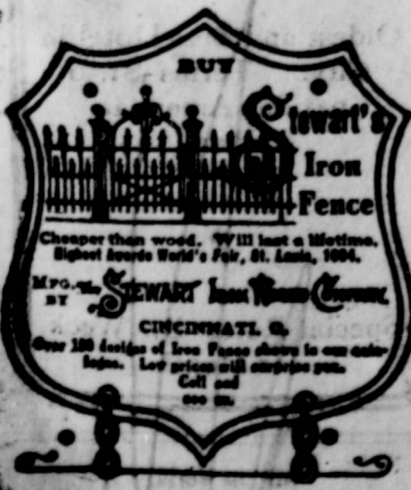 BUY
Stewart's
Iron
Fence
Cheaper than wood. Will last a lifetime.
Highest Awards World's Fair, St. Louis, 1904.
MFG. BY The STEWART IRON WORKS COMPANY
CINCINNATI, O.
Over 100 designs of Iron Fence shown in our cata-
logues. Low prices will surprise you.
Call and
see us.